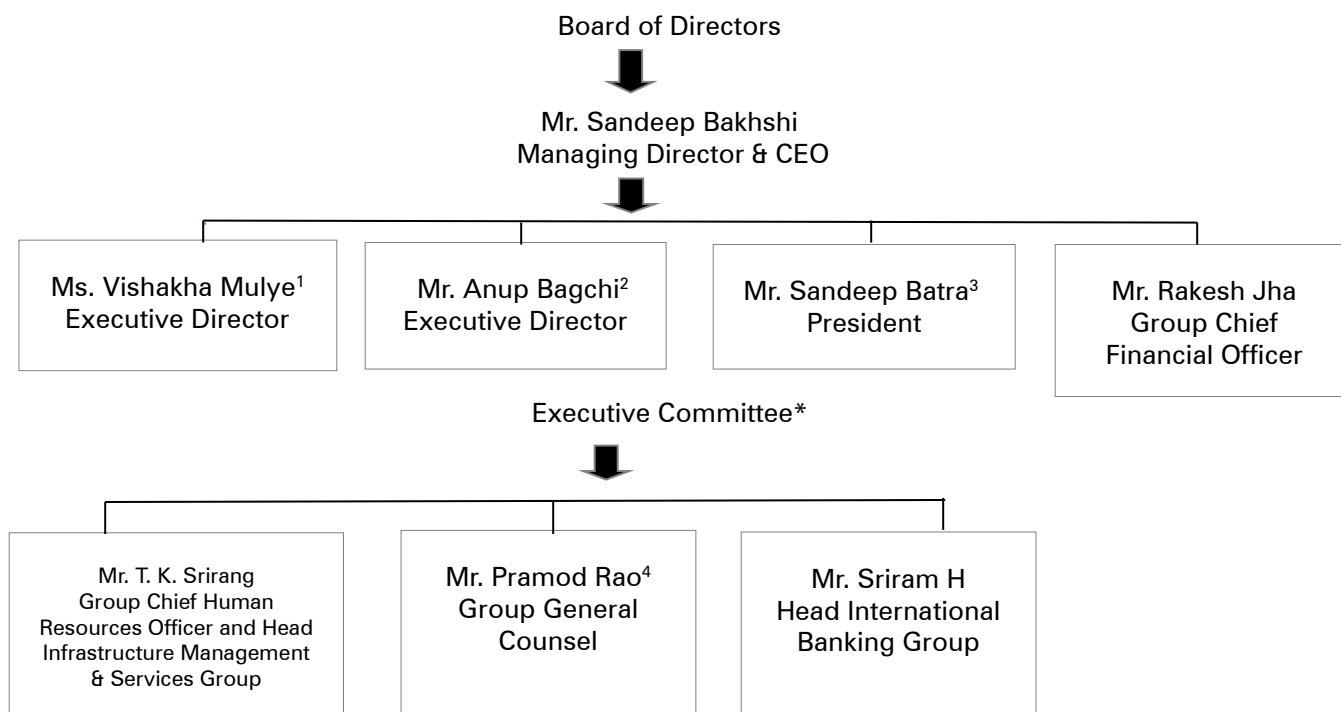 Board of Directors
Mr. Sandeep Bakhshi
Managing Director & CEO
Ms. Vishakha Mulye¹
Executive Director
Mr. Anup Bagchi²
Executive Director
Mr. Sandeep Batra³
President
Mr. Rakesh Jha
Group Chief
Financial Officer
Executive Committee*
Mr. T. K. Srirang
Group Chief Human
Resources Officer and Head
Infrastructure Management
& Services Group
Mr. Pramod Rao⁴
Group General
Counsel
Mr. Sriram H
Head International
Banking Group